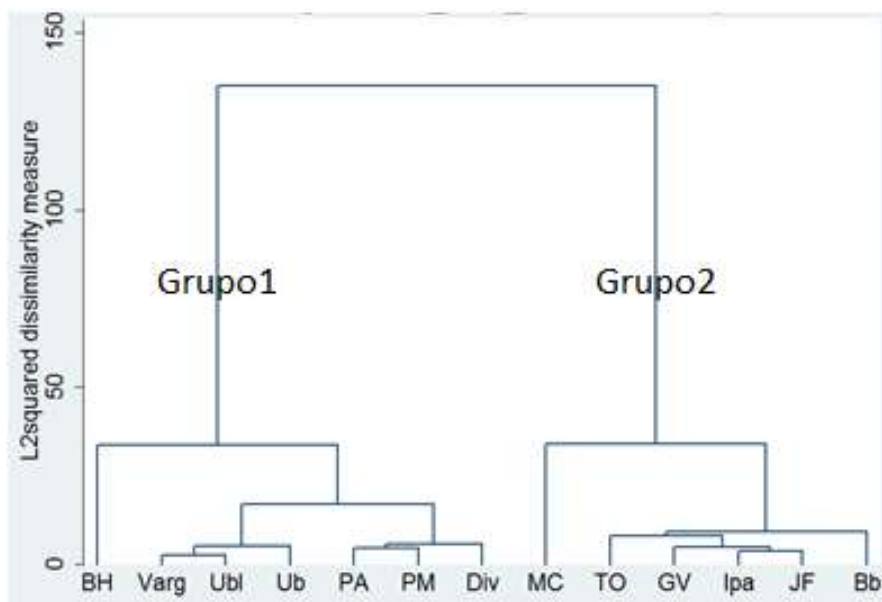 L2squared dissimilarity measure
150
100
50
0
Grupo1
Grupo2
BH Varg Ubl Ub PA PM Div MC TO GV Ipa JF Bb